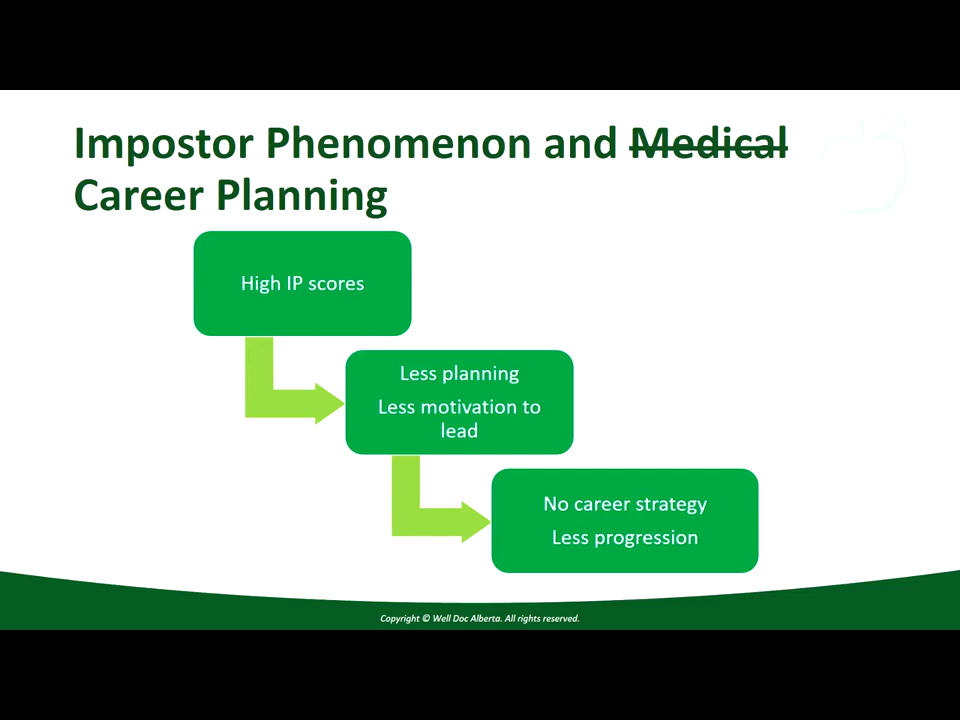 Impostor Phenomenon and Medical
Career Planning
High IP scores
Less planning
Less motivation to
lead
No career strategy
Less progression
Copyright © Well Doc Alberta. All rights reserved.